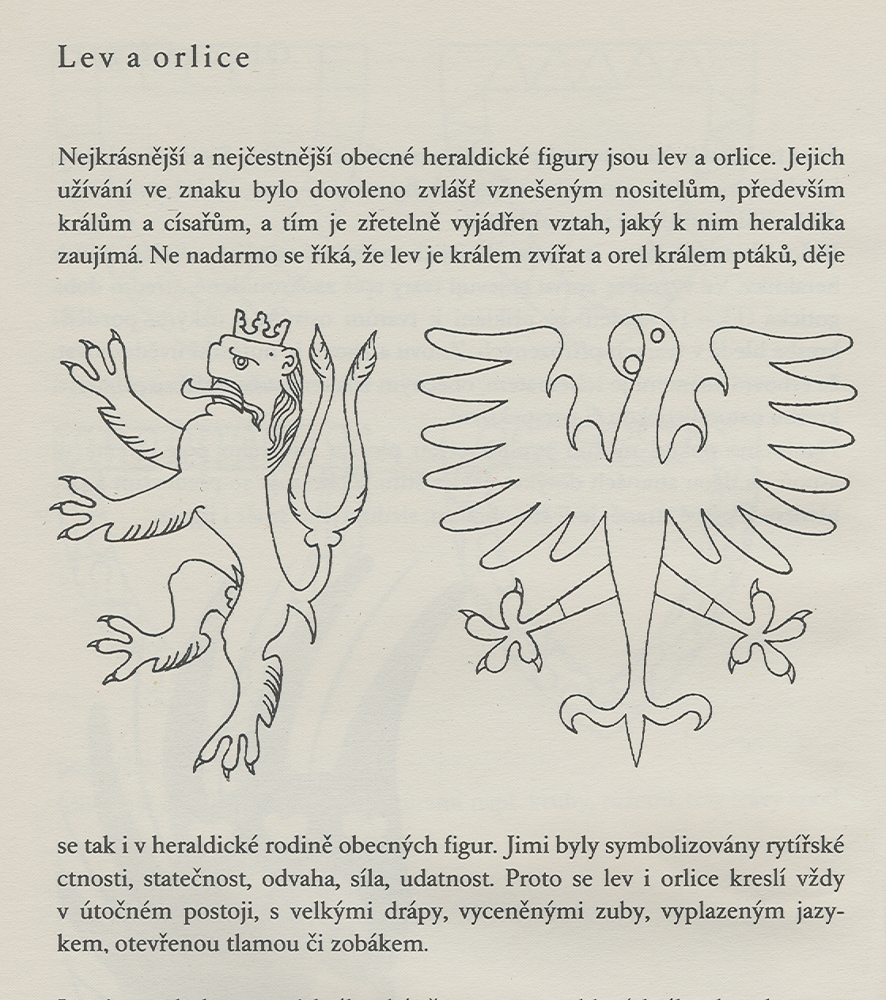 Lev a orlice
Nejkrásnější a nejčestnější obecné heraldické figury jsou lev a orlice. Jejich
užívání ve znaku bylo dovoleno zvlášť vznešeným nositelům, především
králům a císařům, a tím je zřetelně vyjádřen vztah, jaký k nim heraldika
zaujímá. Ne nadarmo se říká, že lev je králem zvířat a orel králem ptáků, děje
se tak i v heraldické rodině obecných figur. Jimi byly symbolizovány rytířské
ctnosti, statečnost, odvaha, síla, udatnost. Proto se lev i orlice kreslí vždy
v útočném postoji, s velkými drápy, vyceněnými zuby, vyplazeným jazy-
kem, otevřenou tlamou či zobákem.